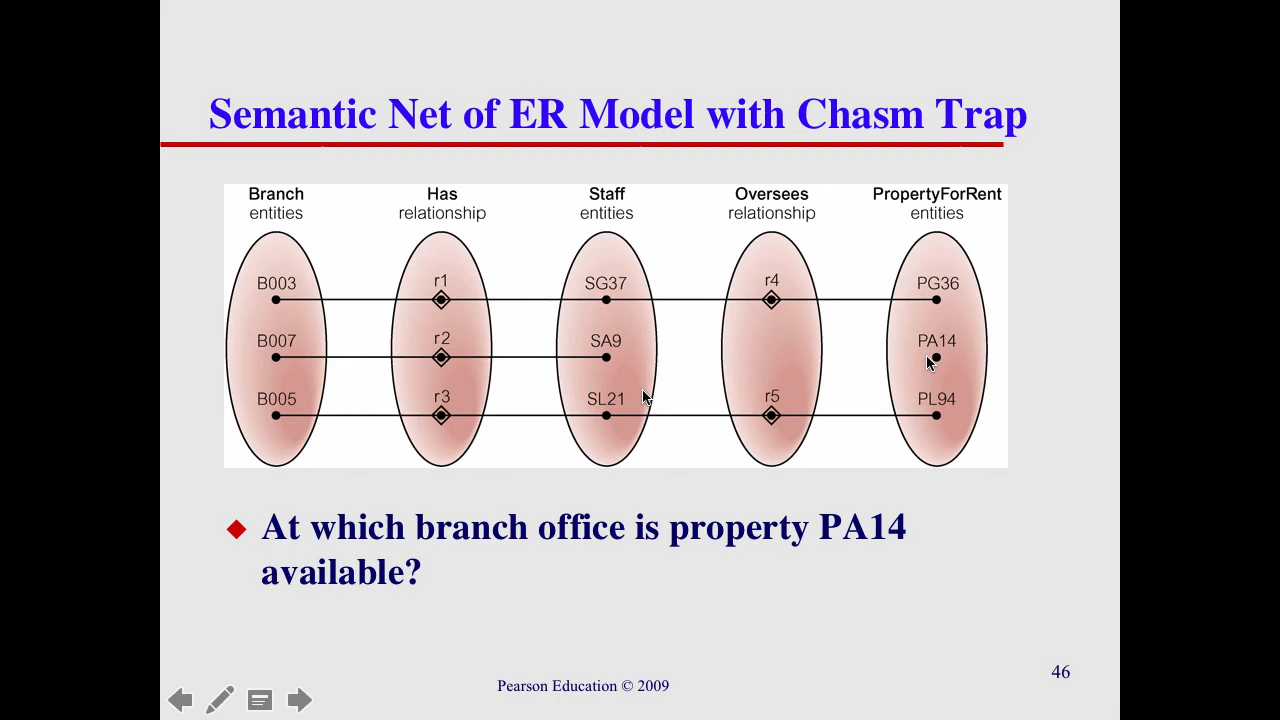 Semantic Net of ER Model with Chasm Trap
Branch Has Staff Oversees PropertyForRent
entities relationship entities relationship entities
B003 r1 SG37 r4 PG36
B007 r2 SA9 PA14
B005 r3 SL21 r5 PL94
At which branch office is property PA14
available?
46
Pearson Education © 2009